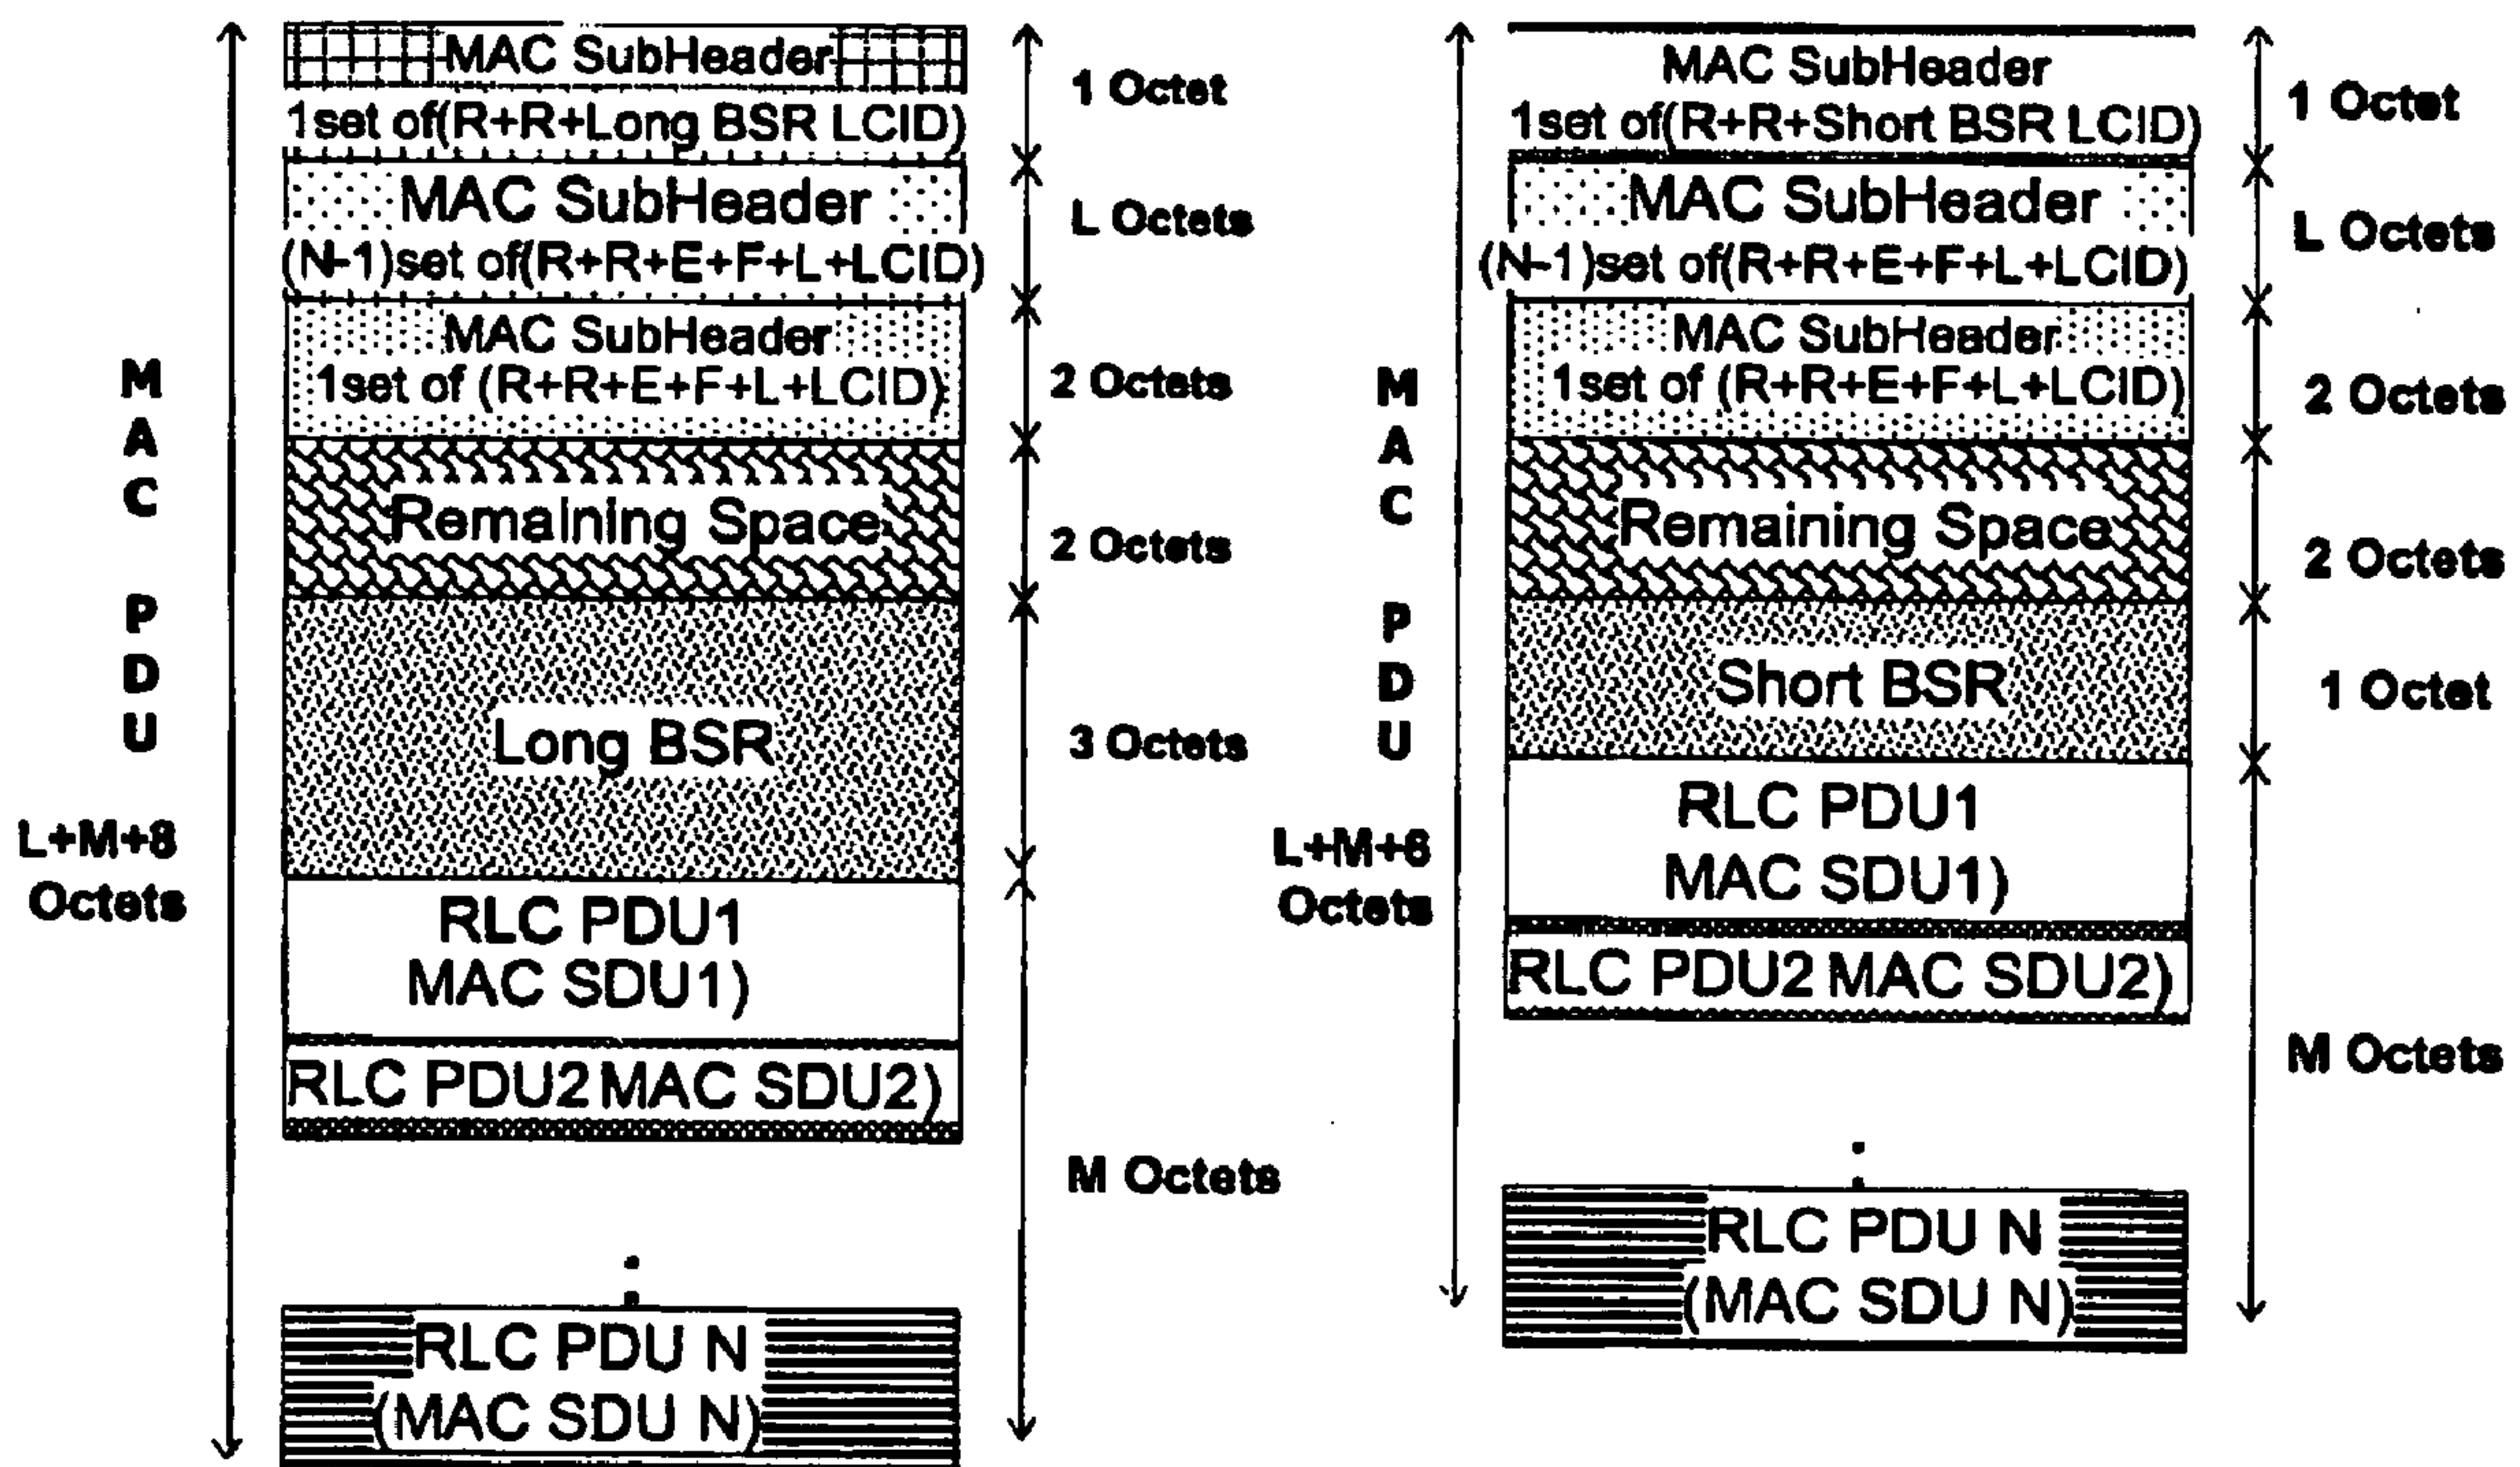 MAC SubHeader
1set of(R+R+Long BSR LCID)
1 Octet
MAC SubHeader
(N-1)set of(R+R+E+F+L+LCID)
L Octets
MAC SubHeader
1set of (R+R+E+F+L+LCID)
2 Octets
Remaining Space
2 Octets
Long BSR
3 Octets
RLC PDU1
MAC SDU1)
RLC PDU2 MAC SDU2)
M Octets
RLC PDU N
(MAC SDU N)
MAC PDU
L+M+8
Octets
MAC SubHeader
1set of(R+R+Short BSR LCID)
1 Octet
MAC SubHeader
(N-1)set of(R+R+E+F+L+LCID)
L Octets
MAC SubHeader
1set of (R+R+E+F+L+LCID)
2 Octets
Remaining Space
2 Octets
Short BSR
1 Octet
RLC PDU1
MAC SDU1)
RLC PDU2 MAC SDU2)
M Octets
RLC PDU N
(MAC SDU N)
MAC PDU
L+M+6
Octets